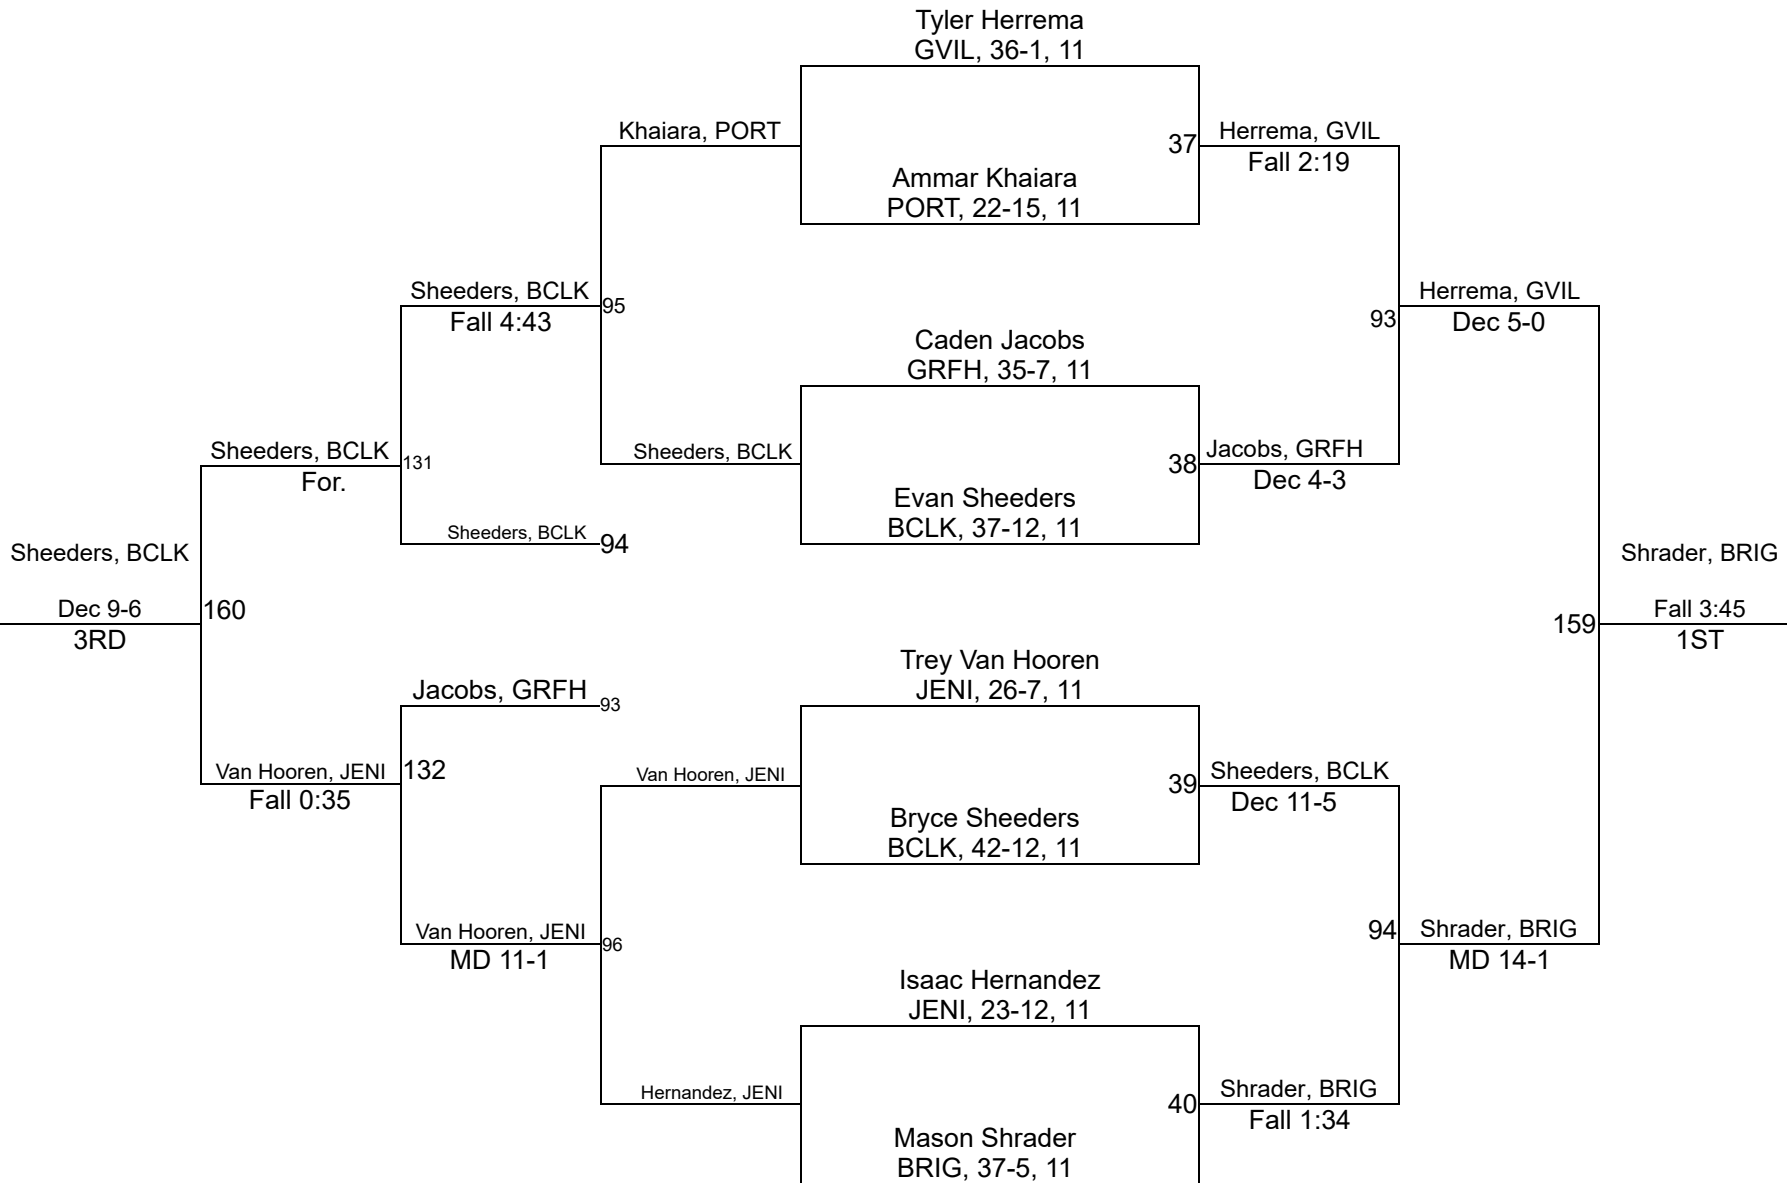 Tyler Herrema
GVIL, 36-1, 11
Khaiara, PORT
37
Herrema, GVIL
Fall 2:19
Ammar Khaiara
PORT, 22-15, 11
Sheeders, BCLK
Fall 4:43
95
Herrema, GVIL
Dec 5-0
93
Caden Jacobs
GRFH, 35-7, 11
Sheeders, BCLK
For.
131
Sheeders, BCLK
38
Jacobs, GRFH
Dec 4-3
Evan Sheeders
BCLK, 37-12, 11
Sheeders, BCLK
94
Sheeders, BCLK
Dec 9-6
3RD
160
Shrader, BRIG
159
Fall 3:45
1ST
Trey Van Hooren
JENI, 26-7, 11
Jacobs, GRFH
93
Van Hooren, JENI
Fall 0:35
132
Van Hooren, JENI
39
Sheeders, BCLK
Dec 11-5
Bryce Sheeders
BCLK, 42-12, 11
Van Hooren, JENI
MD 11-1
96
94
Shrader, BRIG
MD 14-1
Isaac Hernandez
JENI, 23-12, 11
Hernandez, JENI
40
Shrader, BRIG
Fall 1:34
Mason Shrader
BRIG, 37-5, 11